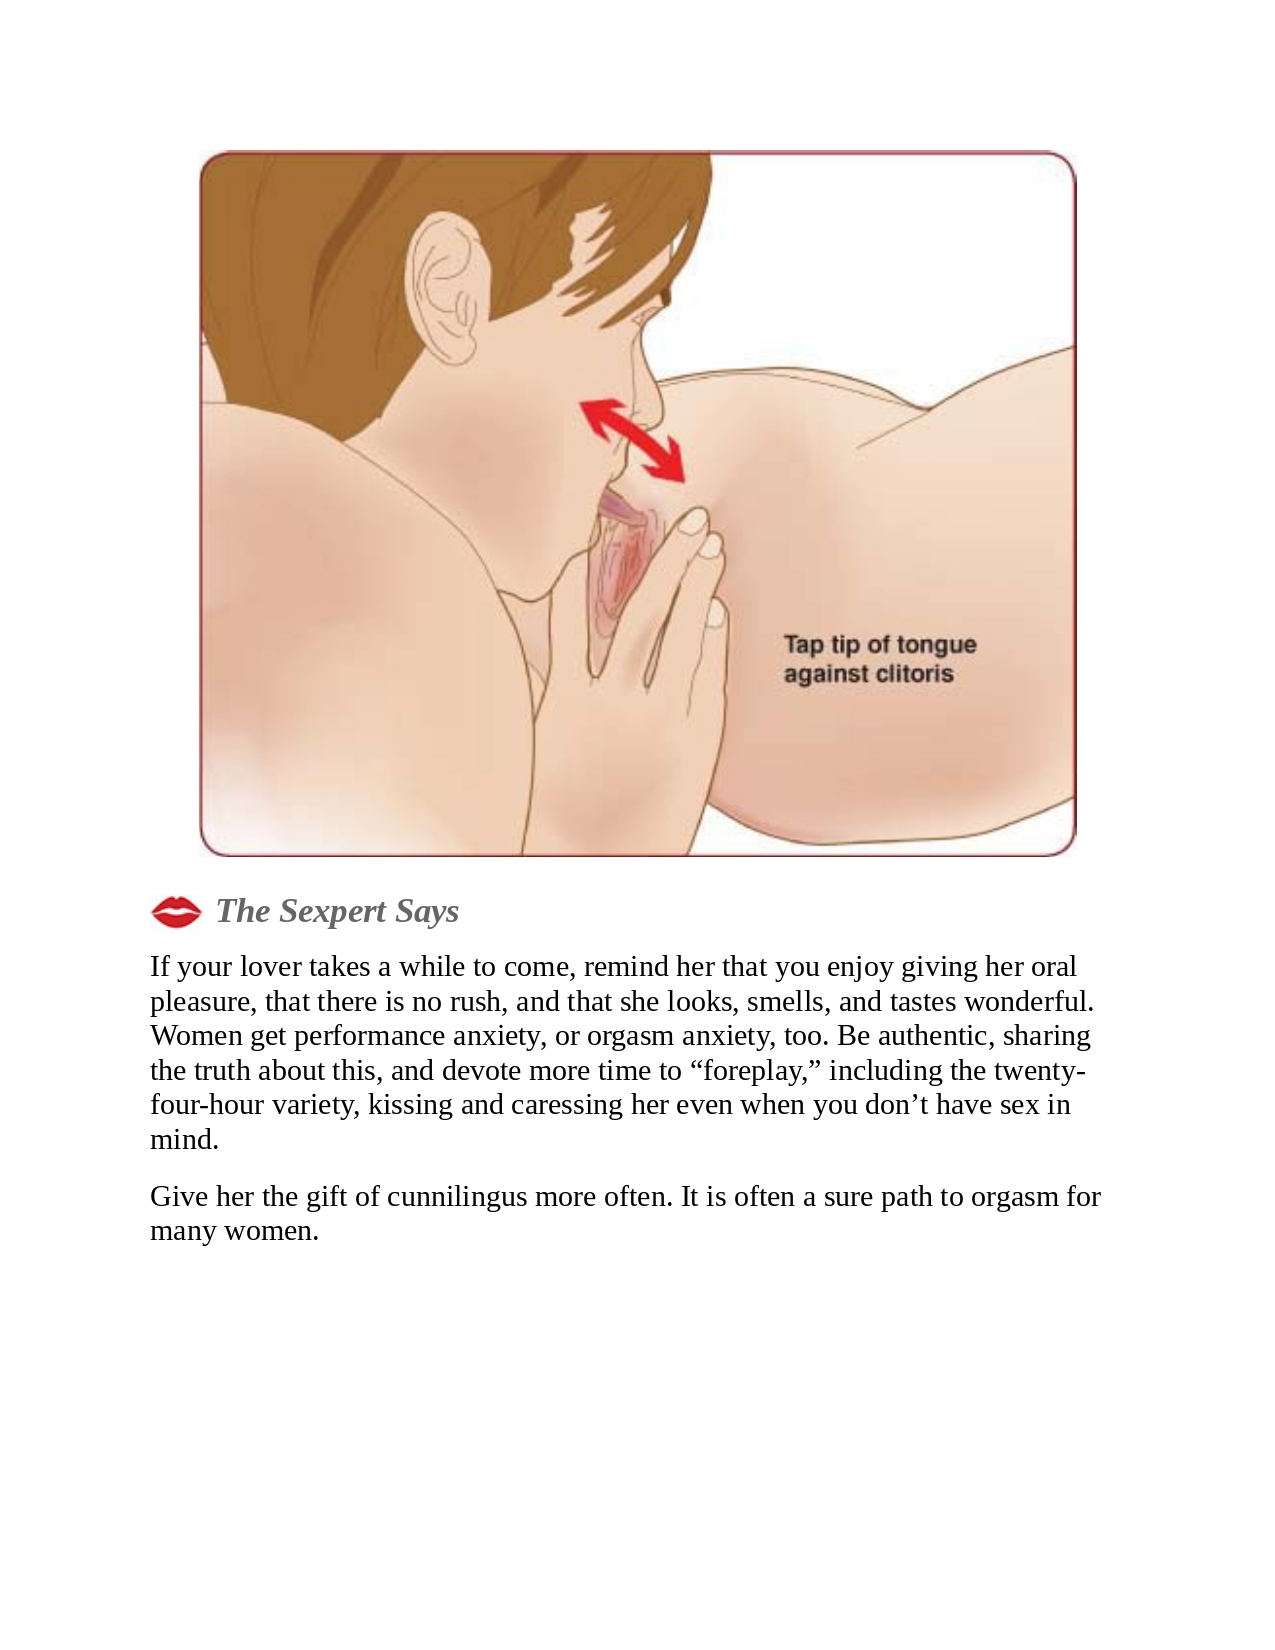 Tap tip of tongue
against clitoris
The Sexpert Says
If your lover takes a while to come, remind her that you enjoy giving her oral
pleasure, that there is no rush, and that she looks, smells, and tastes wonderful.
Women get performance anxiety, or orgasm anxiety, too. Be authentic, sharing
the truth about this, and devote more time to “foreplay,” including the twenty-
four-hour variety, kissing and caressing her even when you don’t have sex in
mind.
Give her the gift of cunnilingus more often. It is often a sure path to orgasm for
many women.